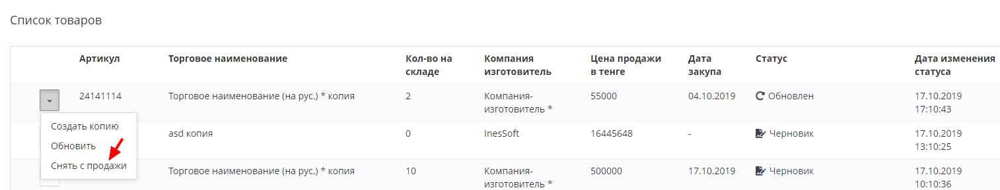 Список товаров
Артикул Торговое наименование Кол-во на складе Компания изготовитель Цена продажи в тенге Дата закупа Статус Дата изменения статуса
24141114 Торговое наименование (на рус.) * копия 2 Компания-изготовитель * 55000 04.10.2019 Обновлен 17.10.2019 17:10:43
Создать копию
Обновить
Снять с продажи
asd копия 0 InesSoft 16445648 - Черновик 17.10.2019 13:10:25
Торговое наименование (на рус.) * копия 10 Компания-изготовитель * 500000 17.10.2019 Черновик 17.10.2019 10:10:36